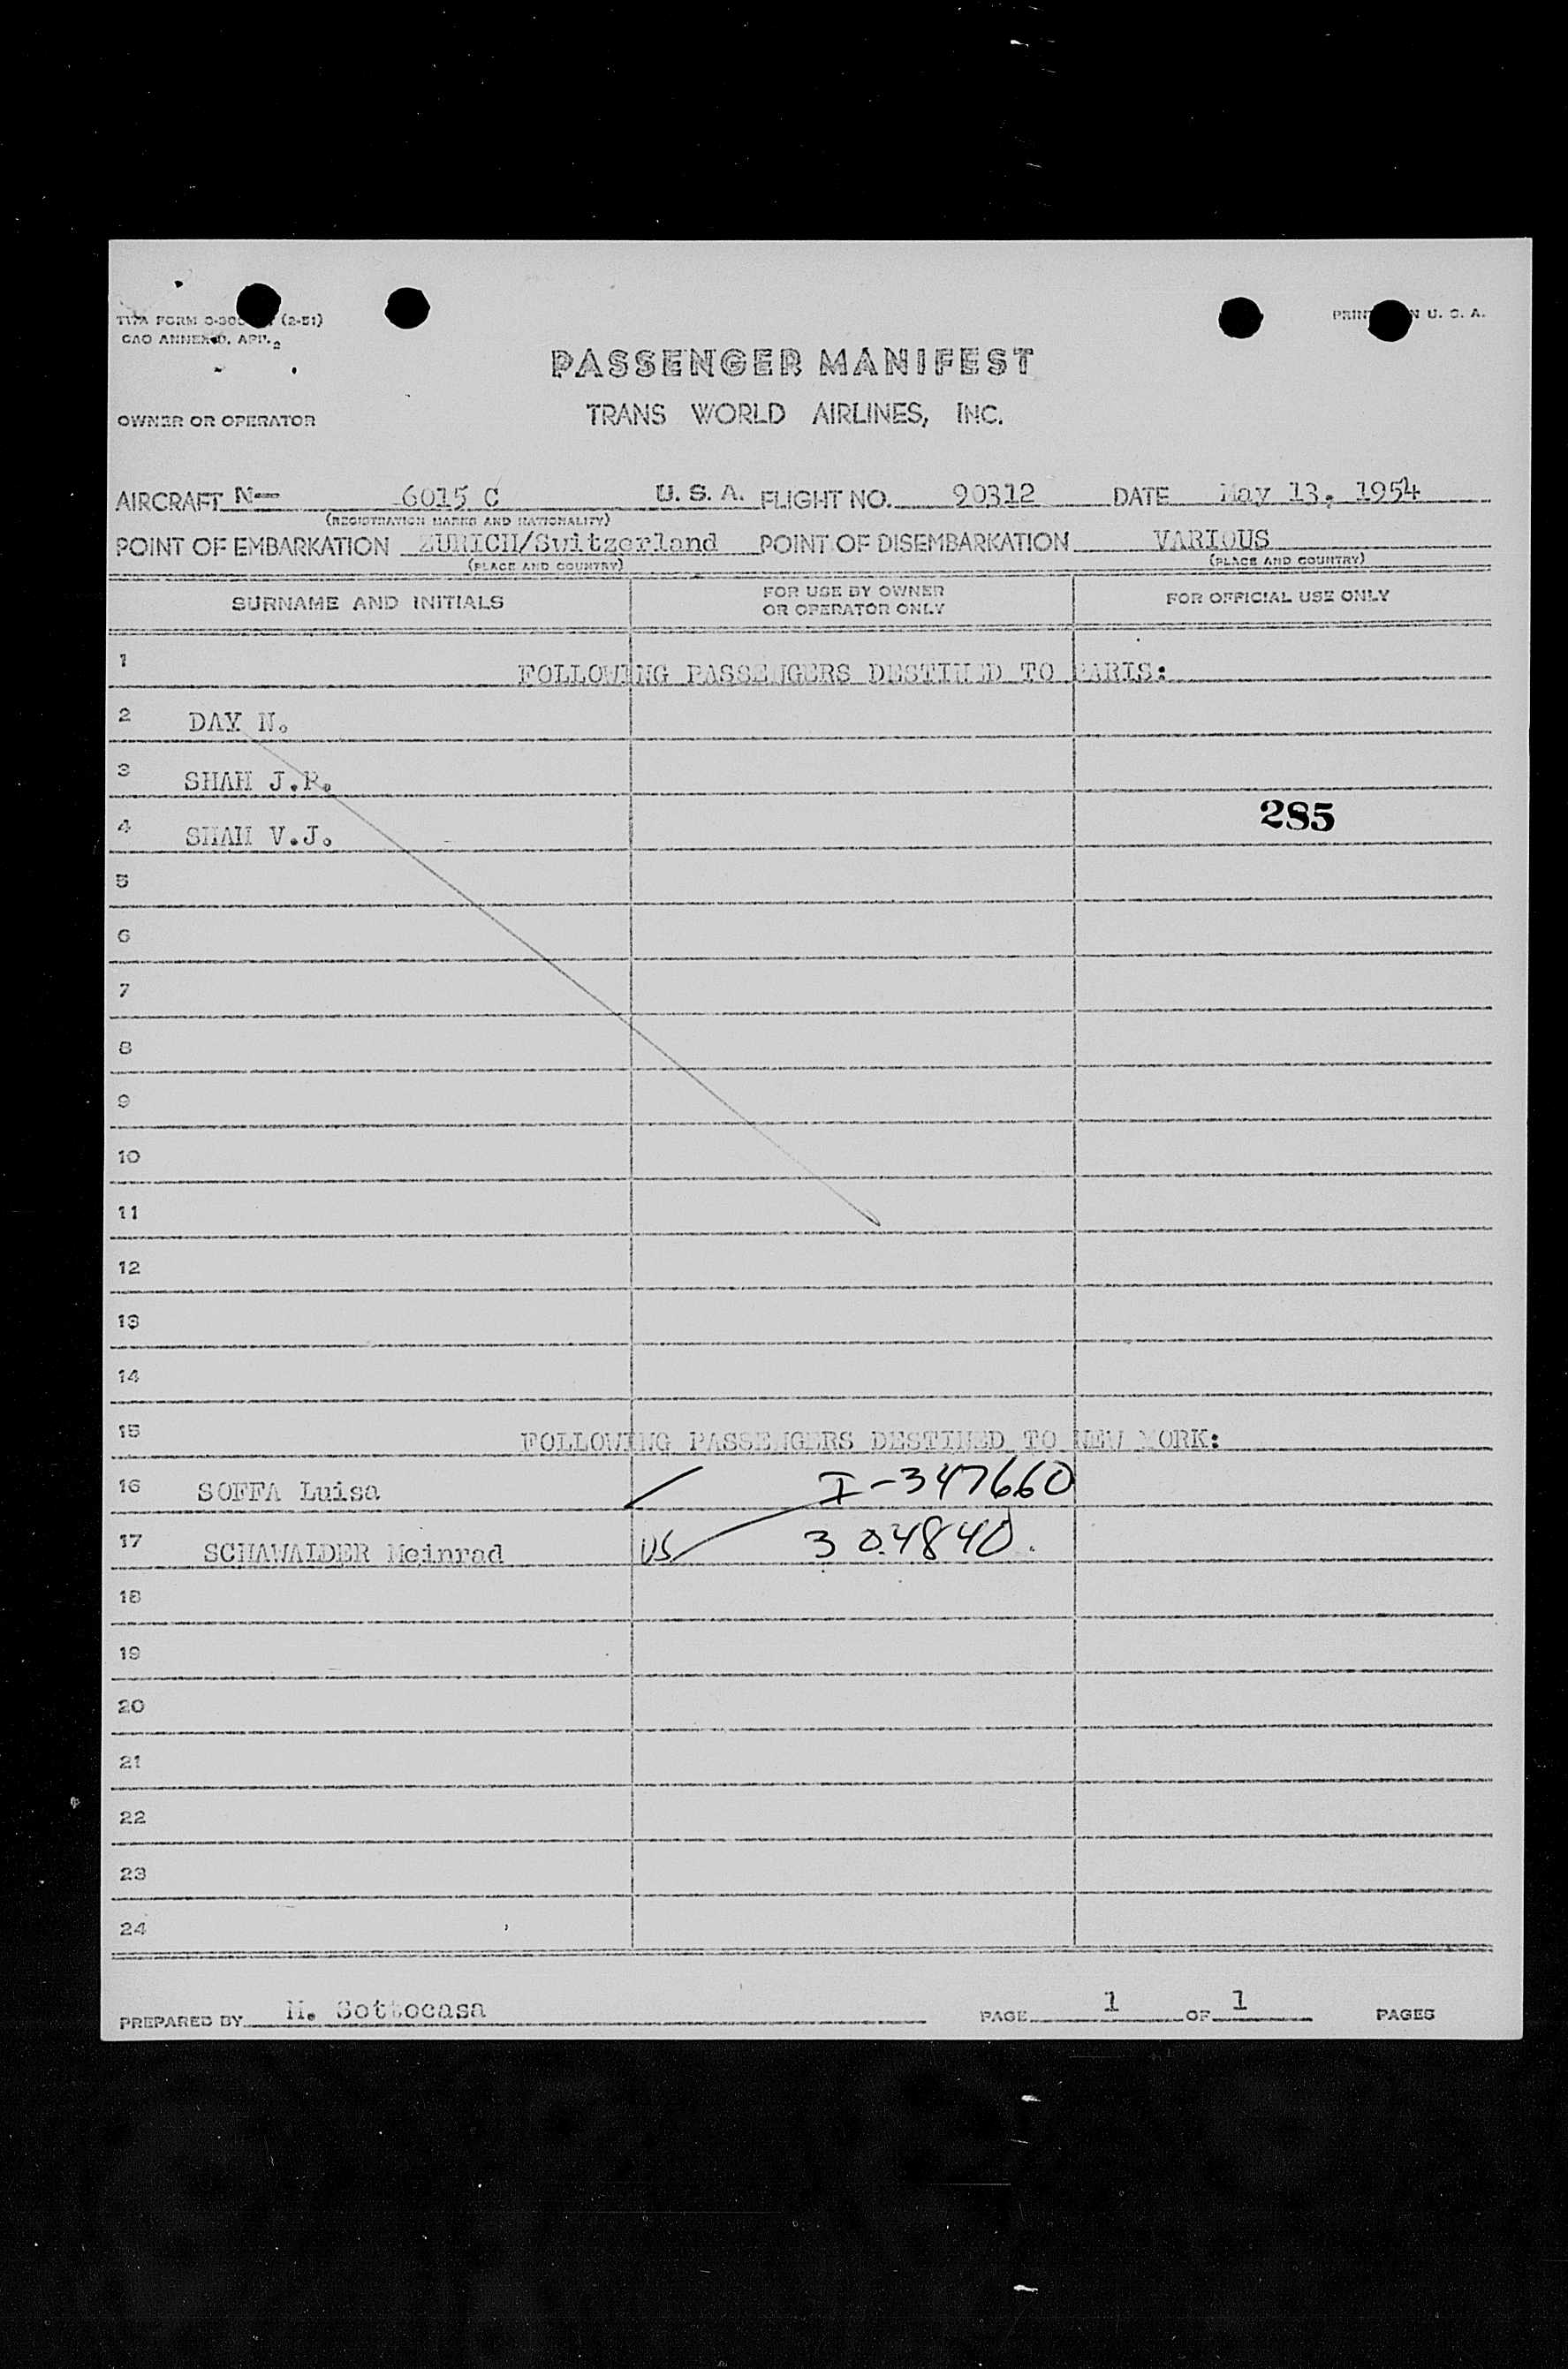 TWA FORM (2-51) PRINTED IN U. S. A.
PASSENGER MANIFEST
OWNER OR OPERATOR TRANS WORLD AIRLINES, INC.
AIRCRAFT N- 6015 C U. S. A. FLIGHT NO. 90312 DATE May 13, 1954
(REGISTRATION MARKS AND NATIONALITY)
POINT OF EMBARKATION ZURICH/Switzerland POINT OF DISEMBARKATION VARIOUS
(PLACE AND COUNTRY) (PLACE AND COUNTRY)
SURNAME AND INITIALS FOR USE BY OWNER OR OPERATOR ONLY FOR OFFICIAL USE ONLY
1 FOLLOWING PASSENGERS DESTINED TO PARIS:
2 DAY N.
3 SHAH J.P.
285
4 SHAH V.J.
5
6
7
8
9
10
11
12
13
14
15 FOLLOWING PASSENGERS DESTINED TO NEW YORK:
16 SOFFA Luisa I-347660
17 SCHAWALDER Meinrad US 304840.
18
19
20
21
22
23
24
PREPARED BY M. Sottocasa PAGE 1 OF 1 PAGES